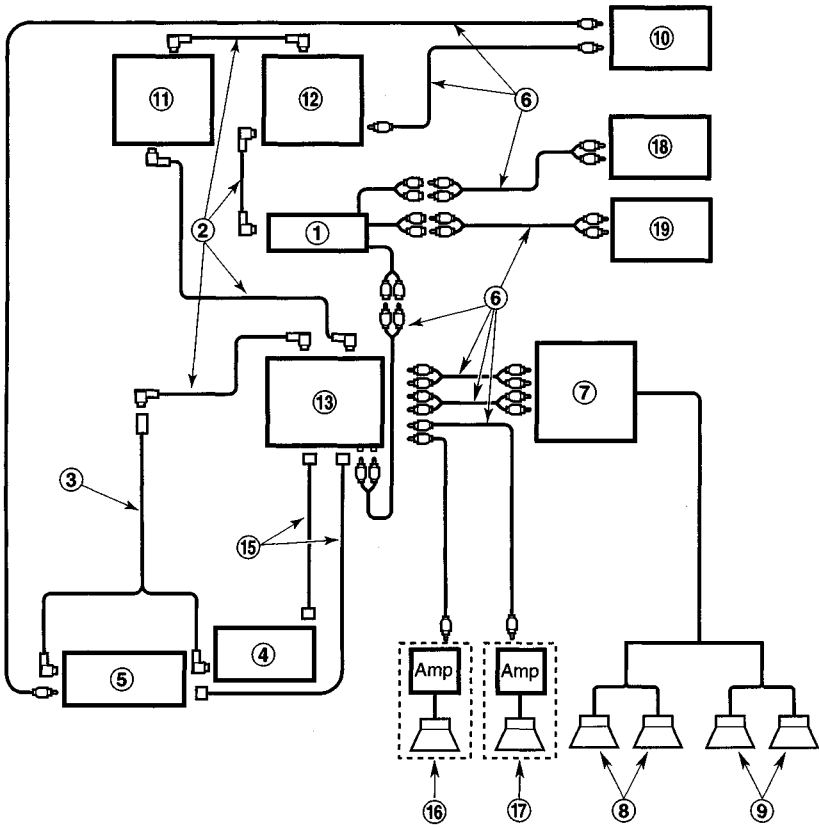 ⑩
⑪ ⑫ ⑥
⑱
② ① ⑲
⑥
⑬ ⑦
③
⑮
④
⑤ Amp Amp
⑯ ⑰ ⑧ ⑨